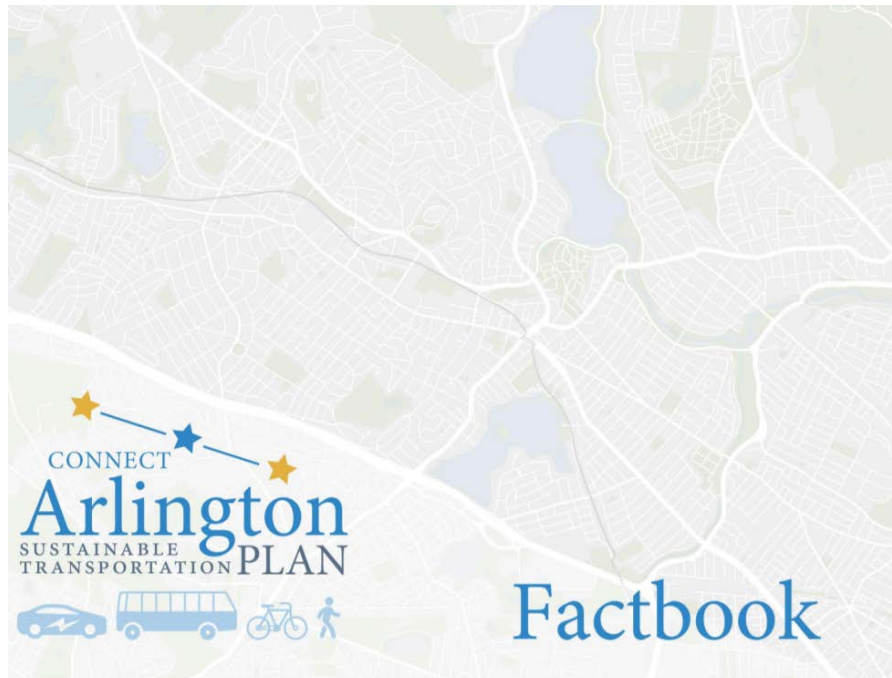 CONNECT
Arlington
SUSTAINABLE
TRANSPORTATION PLAN
Factbook